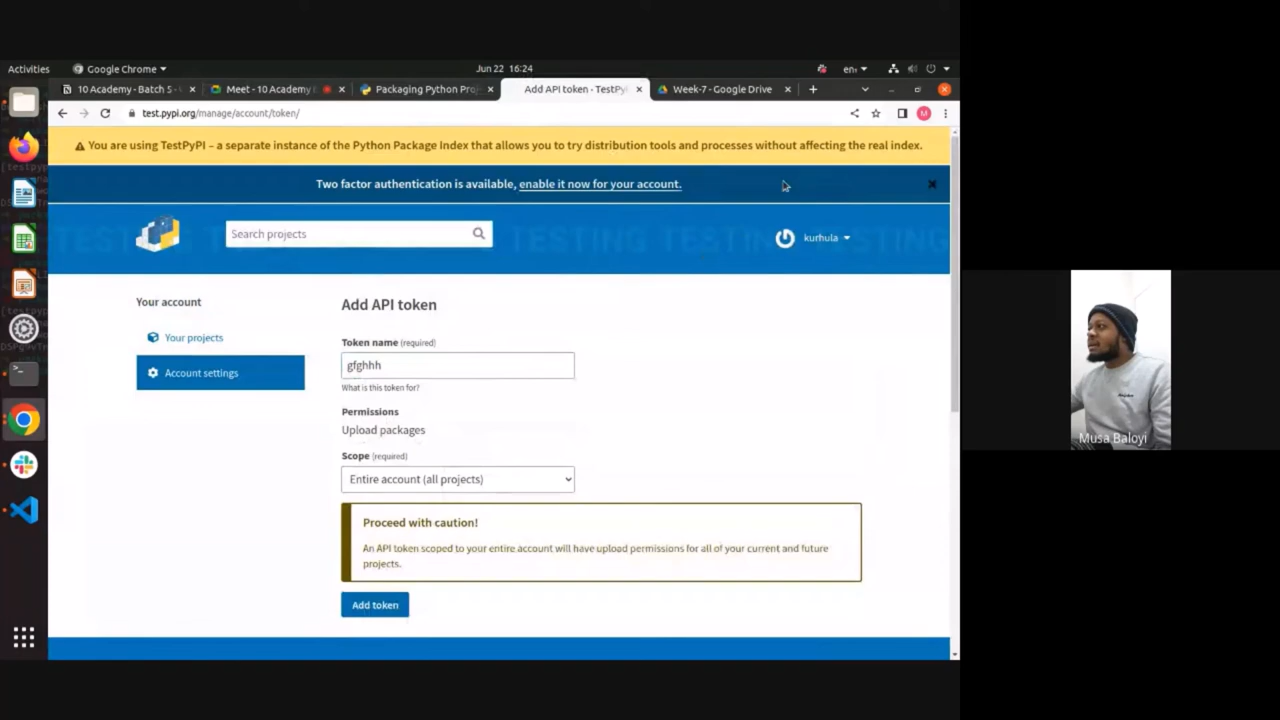 Activities
Google Chrome
Jun 22 16:24
en₁
10 Academy - Batch 5 -
Meet - 10 Academy
Packaging Python Proj
Add API token · TestPyP
Week-7 - Google Drive
test.pypi.org/manage/account/token/
M
You are using TestPyPI – a separate instance of the Python Package Index that allows you to try distribution tools and processes without affecting the real index.
Two factor authentication is available, enable it now for your account.
Search projects
TESTING
kurhula
Your account
Your projects
Account settings
Add API token
Token name (required)
gfghhh
What is this token for?
Permissions
Upload packages
Scope (required)
Entire account (all projects)
Proceed with caution!
An API token scoped to your entire account will have upload permissions for all of your current and future
projects.
Add token
Musa Baloyi